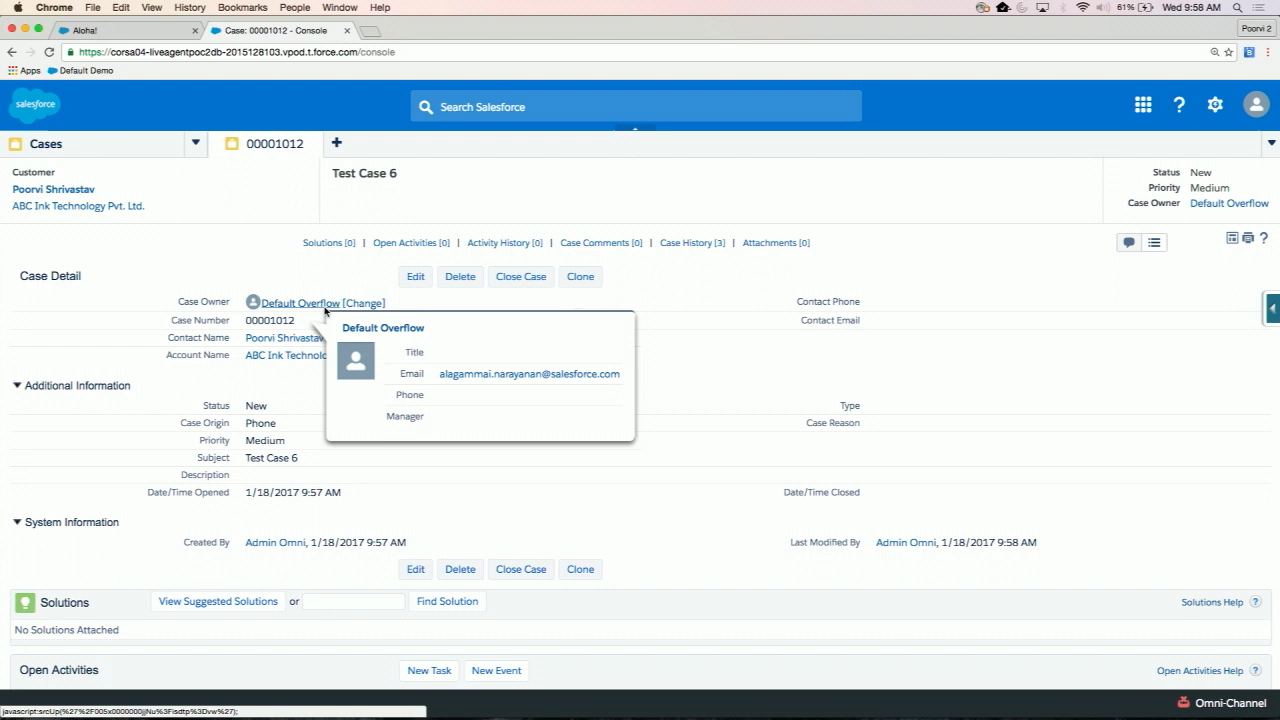 Chrome File Edit View History Bookmarks People Window Help 61% Wed 9:58 AM
Aloha! × Case: 00001012 - Console × Poorvi 2
https://corsa04-liveagentpoc2db-2015128103.vpod.t.force.com/console
Apps Default Demo
salesforce Search Salesforce ?
Cases 00001012 +
Customer
Poorvi Shrivastav
ABC Ink Technology Pvt. Ltd.
Test Case 6
Status New
Priority Medium
Case Owner Default Overflow
Solutions [0] | Open Activities [0] | Activity History [0] | Case Comments [0] | Case History [3] | Attachments [0]
?
Case Detail Edit Delete Close Case Clone
Case Owner Default Overflow [Change] Contact Phone
Case Number 00001012 Contact Email
Contact Name Poorvi Shrivastav
Account Name ABC Ink Technolo
Default Overflow
Title
Email alagammai.narayanan@salesforce.com
Phone
Manager
Additional Information
Status New Type
Case Origin Phone Case Reason
Priority Medium
Subject Test Case 6
Description
Date/Time Opened 1/18/2017 9:57 AM Date/Time Closed
System Information
Created By Admin Omni, 1/18/2017 9:57 AM Last Modified By Admin Omni, 1/18/2017 9:58 AM
Edit Delete Close Case Clone
Solutions View Suggested Solutions or Find Solution Solutions Help ?
No Solutions Attached
Open Activities New Task New Event Open Activities Help ?
Omni-Channel